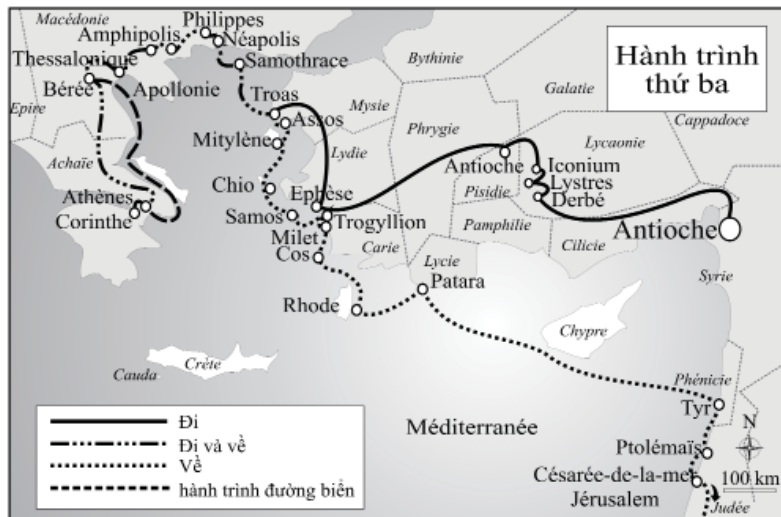 Macédonie
Philippes
Amphipolis
Néapolis
Thessalonique
Samothrace
Bérée
Apollonie
Epire
Troas
Assos
Mysie
Bythinie
Galatie
Cappadoce
Hành trình
thứ ba
Phrygie
Lycaonie
Mitylène
Lydie
Achaïe
Antioche
Iconium
Lystres
Derbé
Pisidie
Chio
Ephèse
Athènes
Corinthe
Samos
Trogyllion
Pamphilie
Antioche
Milet
Carie
Cilicie
Cos
Lycie
Syrie
Patara
Rhode
Chypre
Crète
Cauda
Phénicie
Tyr
Đi
Đi và về
Về
hành trình đường biển
Méditerranée
N
Ptolémaïs
Césarée-de-la-mer
100 km
Jérusalem
Judée